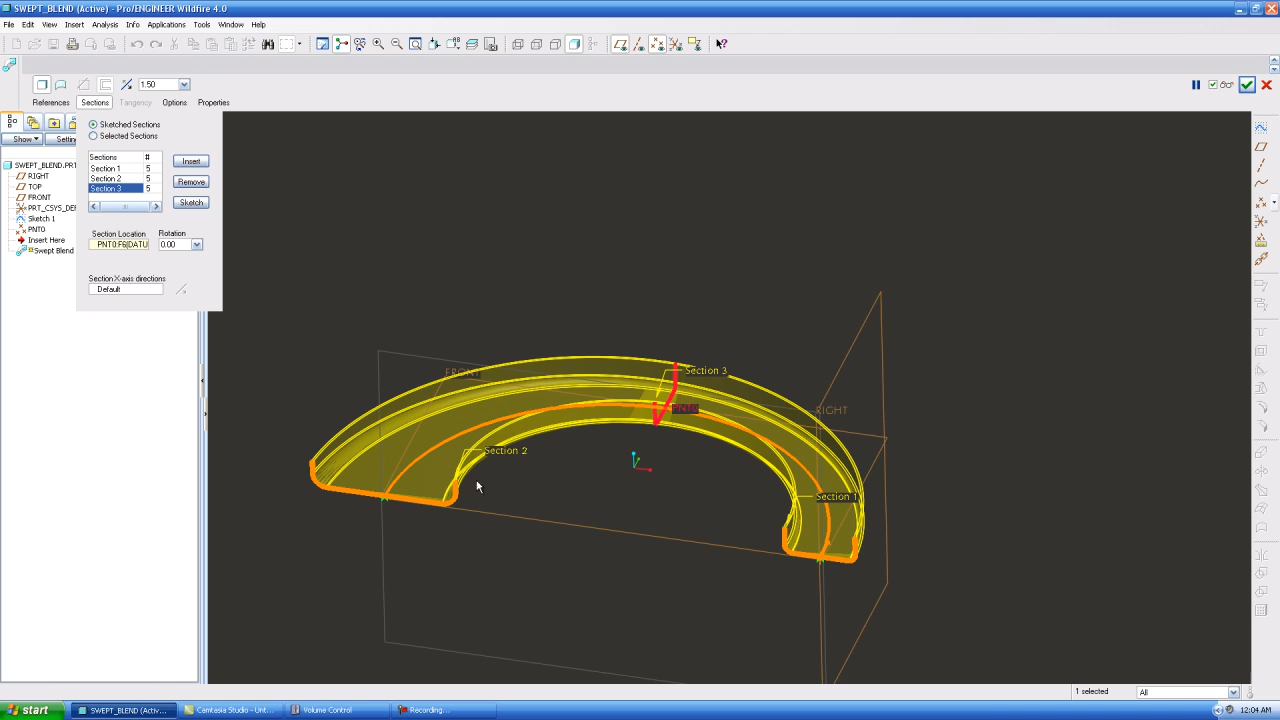 SWEPT_BLEND (Active) - Pro/ENGINEER Wildfire 4.0
File Edit View Insert Analysis Info Applications Tools Window Help
1.50
References Sections Tangency Options Properties
Show Settin
SWEPT_BLEND.PRT
RIGHT
TOP
FRONT
PRT_CSYS_DEF
Sketch 1
PNT0
Insert Here
Swept Blend
Sketched Sections
Selected Sections
Sections #
Section 1 5
Section 2 5
Section 3 5
Insert
Remove
Sketch
Section Location Rotation
PNT0:F6(DATU 0.00
Section X-axis directions
Default
FRONT
Section 3
PNT0
RIGHT
Section 2
Section 1
1 selected All
start SWEPT_BLEND (Activ... Camtasia Studio - Unt... Volume Control Recording... 12:04 AM